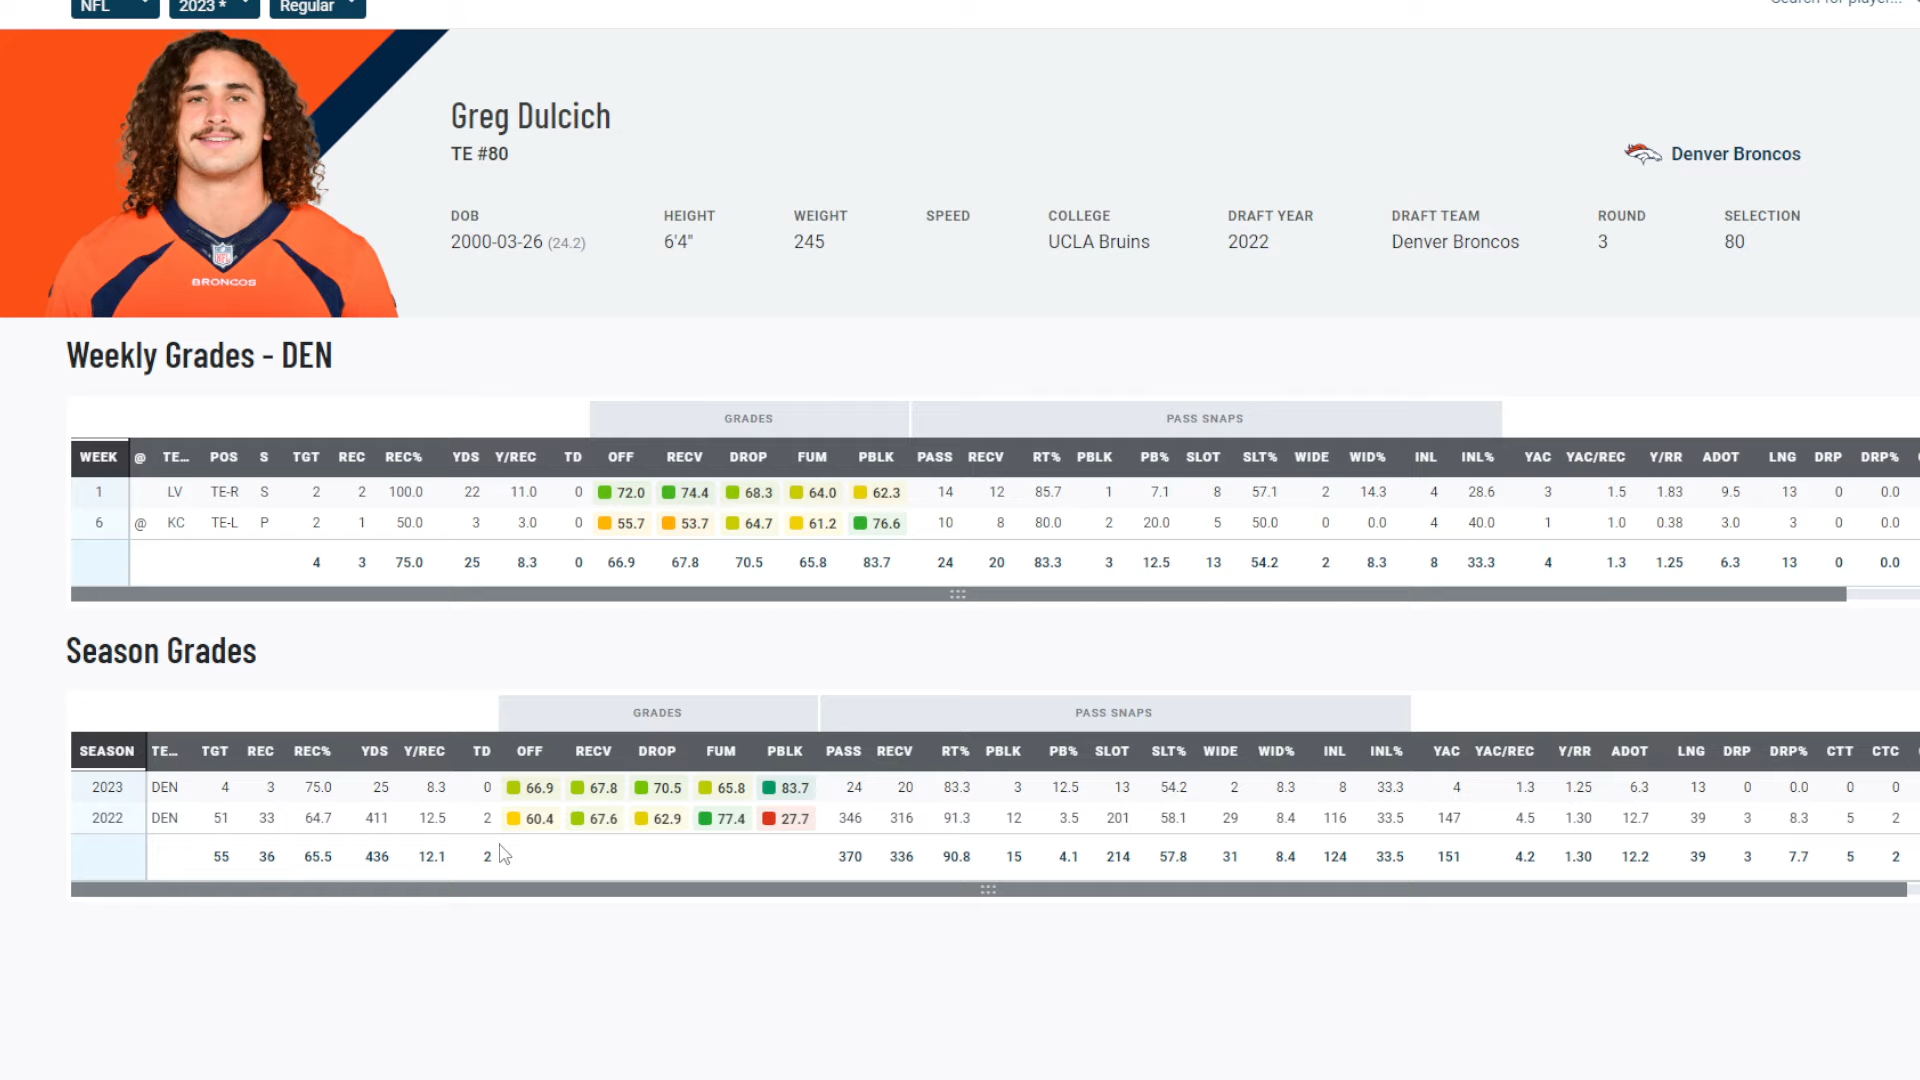 NFL 2023 * Regular
Greg Dulcich
TE #80
Denver Broncos
DOB HEIGHT WEIGHT SPEED COLLEGE DRAFT YEAR DRAFT TEAM ROUND SELECTION
2000-03-26 (24.2) 6'4" 245 UCLA Bruins 2022 Denver Broncos 3 80
BRONCOS
Weekly Grades - DEN
GRADES PASS SNAPS
WEEK @ TE... POS S TGT REC REC% YDS Y/REC TD OFF RECV DROP FUM PBLK PASS RECV RT% PBLK PB% SLOT SLT% WIDE WID% INL INL% YAC YAC/REC Y/RR ADOT LNG DRP DRP%
1 LV TE-R S 2 2 100.0 22 11.0 0 72.0 74.4 68.3 64.0 62.3 14 12 85.7 1 7.1 8 57.1 2 14.3 4 28.6 3 1.5 1.83 9.5 13 0 0.0
6 @ KC TE-L P 2 1 50.0 3 3.0 0 55.7 53.7 64.7 61.2 76.6 10 8 80.0 2 20.0 5 50.0 0 0.0 4 40.0 1 1.0 0.38 3.0 3 0 0.0
4 3 75.0 25 8.3 0 66.9 67.8 70.5 65.8 83.7 24 20 83.3 3 12.5 13 54.2 2 8.3 8 33.3 4 1.3 1.25 6.3 13 0 0.0
Season Grades
GRADES PASS SNAPS
SEASON TE... TGT REC REC% YDS Y/REC TD OFF RECV DROP FUM PBLK PASS RECV RT% PBLK PB% SLOT SLT% WIDE WID% INL INL% YAC YAC/REC Y/RR ADOT LNG DRP DRP% CTT CTC
2023 DEN 4 3 75.0 25 8.3 0 66.9 67.8 70.5 65.8 83.7 24 20 83.3 3 12.5 13 54.2 2 8.3 8 33.3 4 1.3 1.25 6.3 13 0 0.0 0 0
2022 DEN 51 33 64.7 411 12.5 2 60.4 67.6 62.9 77.4 27.7 346 316 91.3 12 3.5 201 58.1 29 8.4 116 33.5 147 4.5 1.30 12.7 39 3 8.3 5 2
55 36 65.5 436 12.1 2 370 336 90.8 15 4.1 214 57.8 31 8.4 124 33.5 151 4.2 1.30 12.2 39 3 7.7 5 2